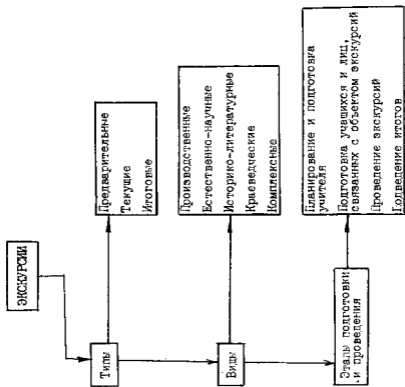 ЭКСКУРСИИ
Типы
Предварительные
Текущие
Итоговые
Виды
Производственные
Естественно-научные
Историко-литературные
Краеведческие
Комплексные
Этапы подготовки
и проведения
Планирование и подготовка
учителя
Подготовка учащихся и лиц,
связанных с объектом экскурсий
Проведение экскурсий
Подведение итогов